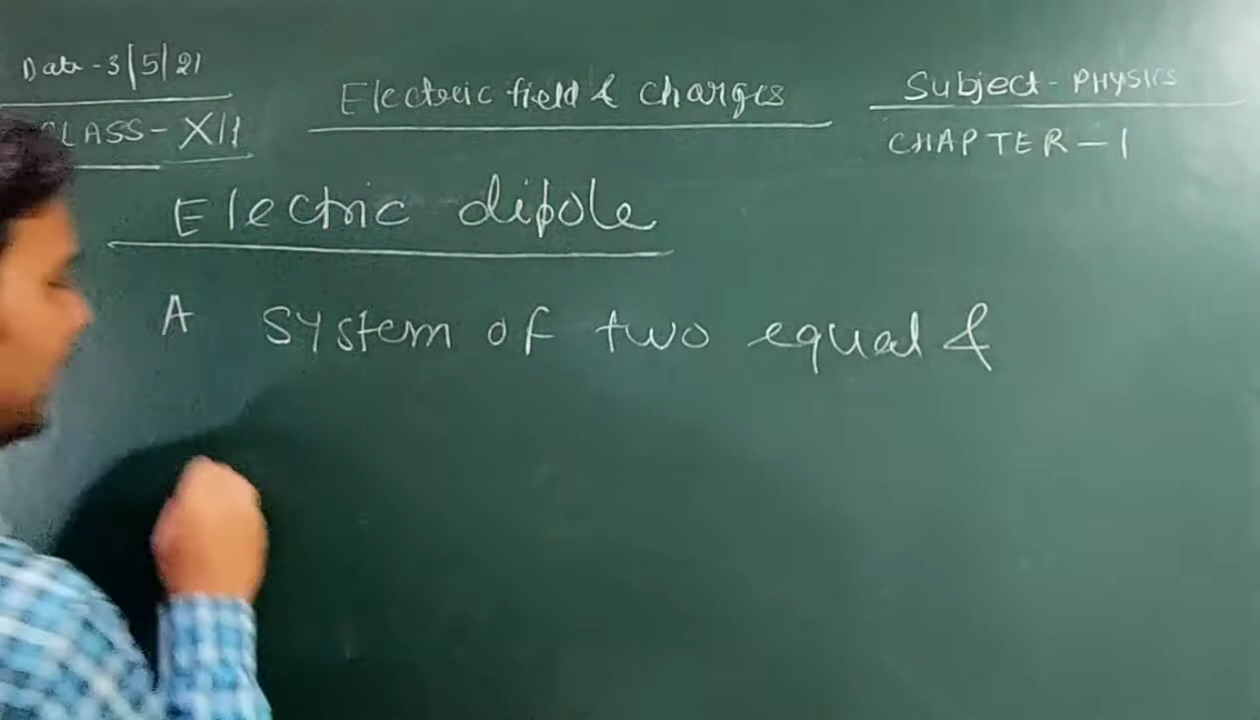 Date - 3/5/21
CLASS - XII
Electric field & charges
Subject - PHYSICS
CHAPTER - 1
Electric dipole
A system of two equal &